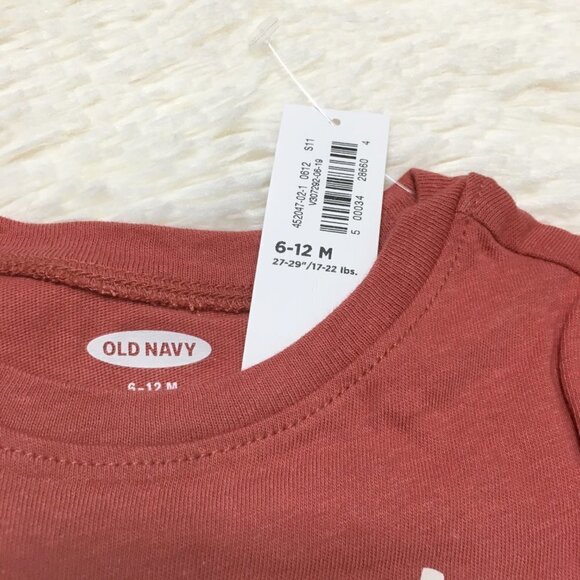 452047-02-1 0612 S11
V307292-06-19
5 00034 28660 4
6-12 M
27-29"/17-22 lbs.
OLD NAVY
6-12 M